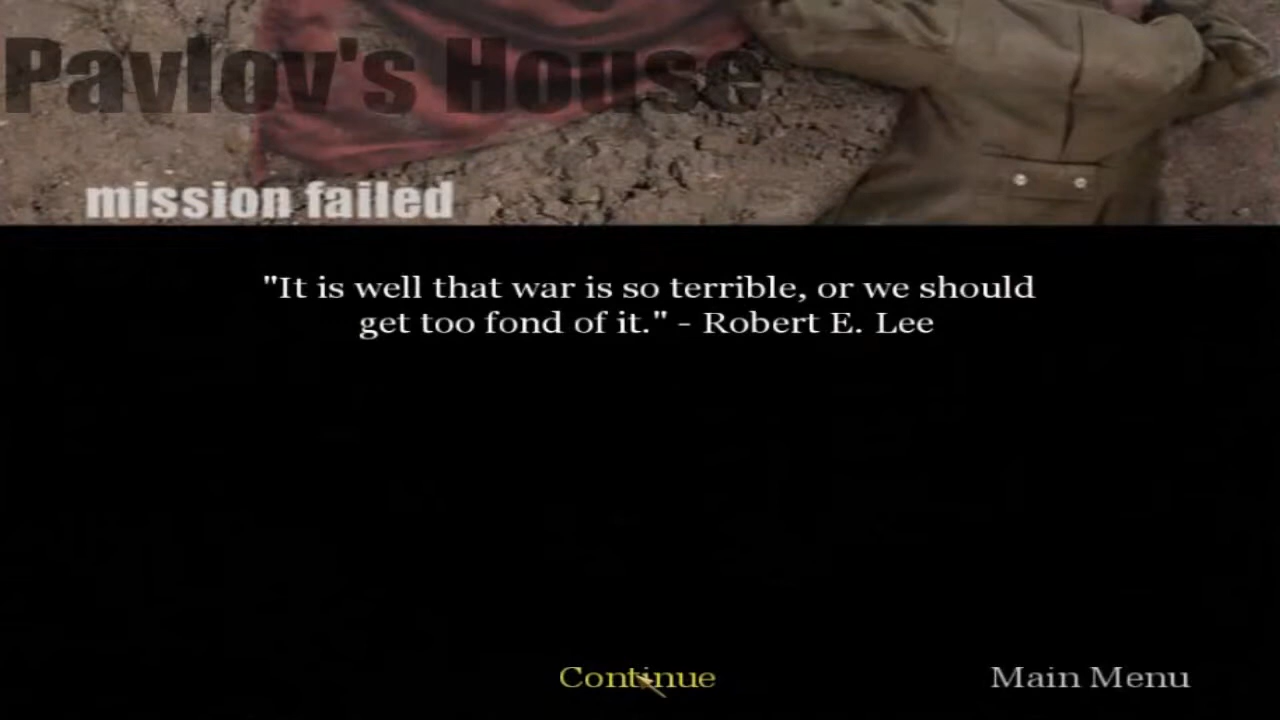 Pavlov's House
mission failed
"It is well that war is so terrible, or we should
get too fond of it." - Robert E. Lee
Continue
Main Menu